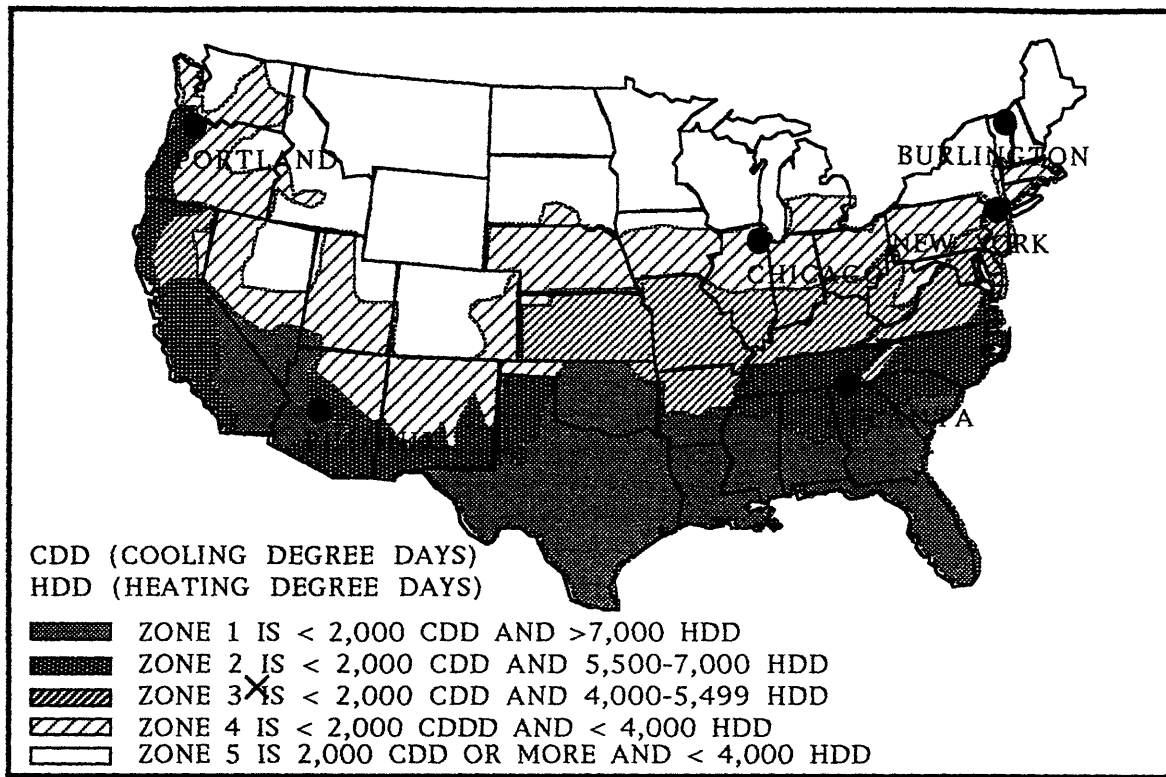 PORTLAND
BURLINGTON
NEW YORK
CHICAGO
CDD (COOLING DEGREE DAYS)
HDD (HEATING DEGREE DAYS)
ZONE 1 IS < 2,000 CDD AND >7,000 HDD
ZONE 2 IS < 2,000 CDD AND 5,500-7,000 HDD
ZONE 3 IS < 2,000 CDD AND 4,000-5,499 HDD
ZONE 4 IS < 2,000 CDDD AND < 4,000 HDD
ZONE 5 IS 2,000 CDD OR MORE AND < 4,000 HDD